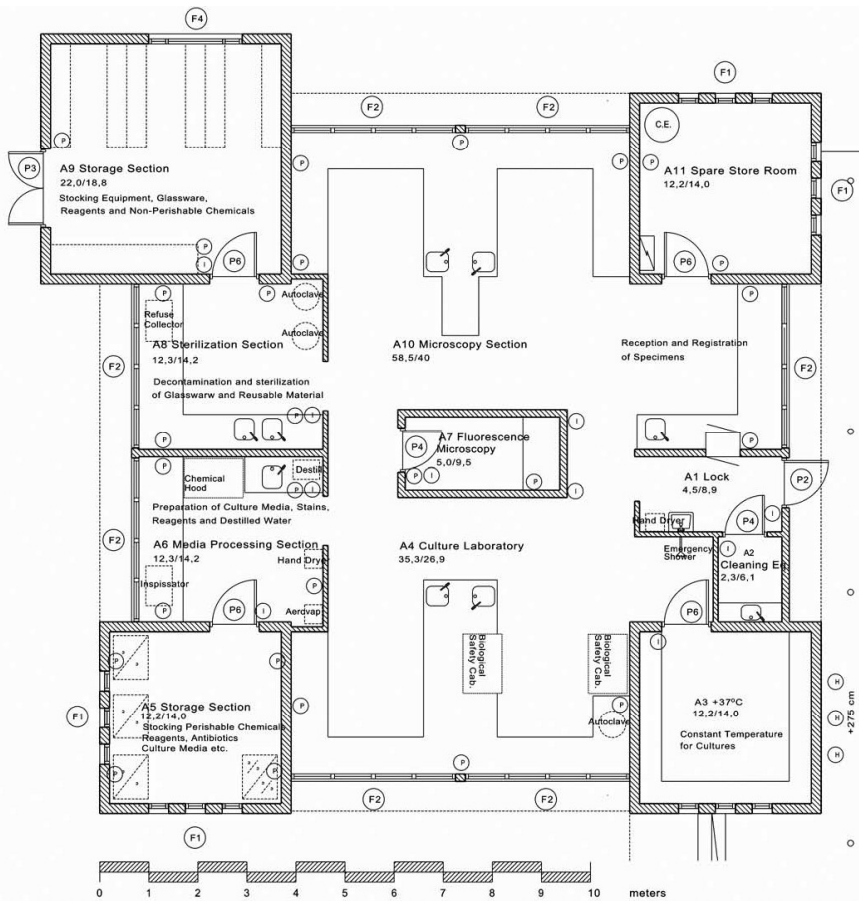 F4
F1
F2
F2
P
C.E.
P
P
P
P
P3
A9 Storage Section
22,0/18,8
Stocking Equipment, Glassware,
Reagents and Non-Perishable Chemicals
A11 Spare Store Room
12,2/14,0
F1
P
I
P6
P
P6
P
P
P
Autoclave
P
Refuse
Collector
Autoclave
A8 Sterilization Section
12,3/14,2
A10 Microscopy Section
58,5/40
Reception and Registration
of Specimens
F2
F2
Decontamination and sterilization
of Glasswarw and Reusable Material
P
I
I
P
P4
A7 Fluorescence
Microscopy
5,0/9,5
P
P
I
P
P
Chemical
Hood
Destill
P
I
I
A1 Lock
4,5/8,9
P2
Preparation of Culture Media, Stains,
Reagents and Destilled Water
Hand Dryer
P4
I
F2
A6 Media Processing Section
12,3/14,2
A4 Culture Laboratory
35,3/26,9
Emergency
Shower
I
A2
Cleaning Eq.
2,3/6,1
Hand Dryer
Inspissator
P
P
P6
I
Aerovap
P6
I
P
P
Biological
Safety Cab.
Biological
Safety Cab.
A5 Storage Section
12,2/14,0
Stocking Perishable Chemicals
Reagents, Antibiotics
Culture Media etc.
F1
P
P
Autoclave
A3 +37ºC
12,2/14,0
Constant Temperature
for Cultures
H
H
H
+275 cm
P
P
P
F2
F2
F1
0 1 2 3 4 5 6 7 8 9 10 meters